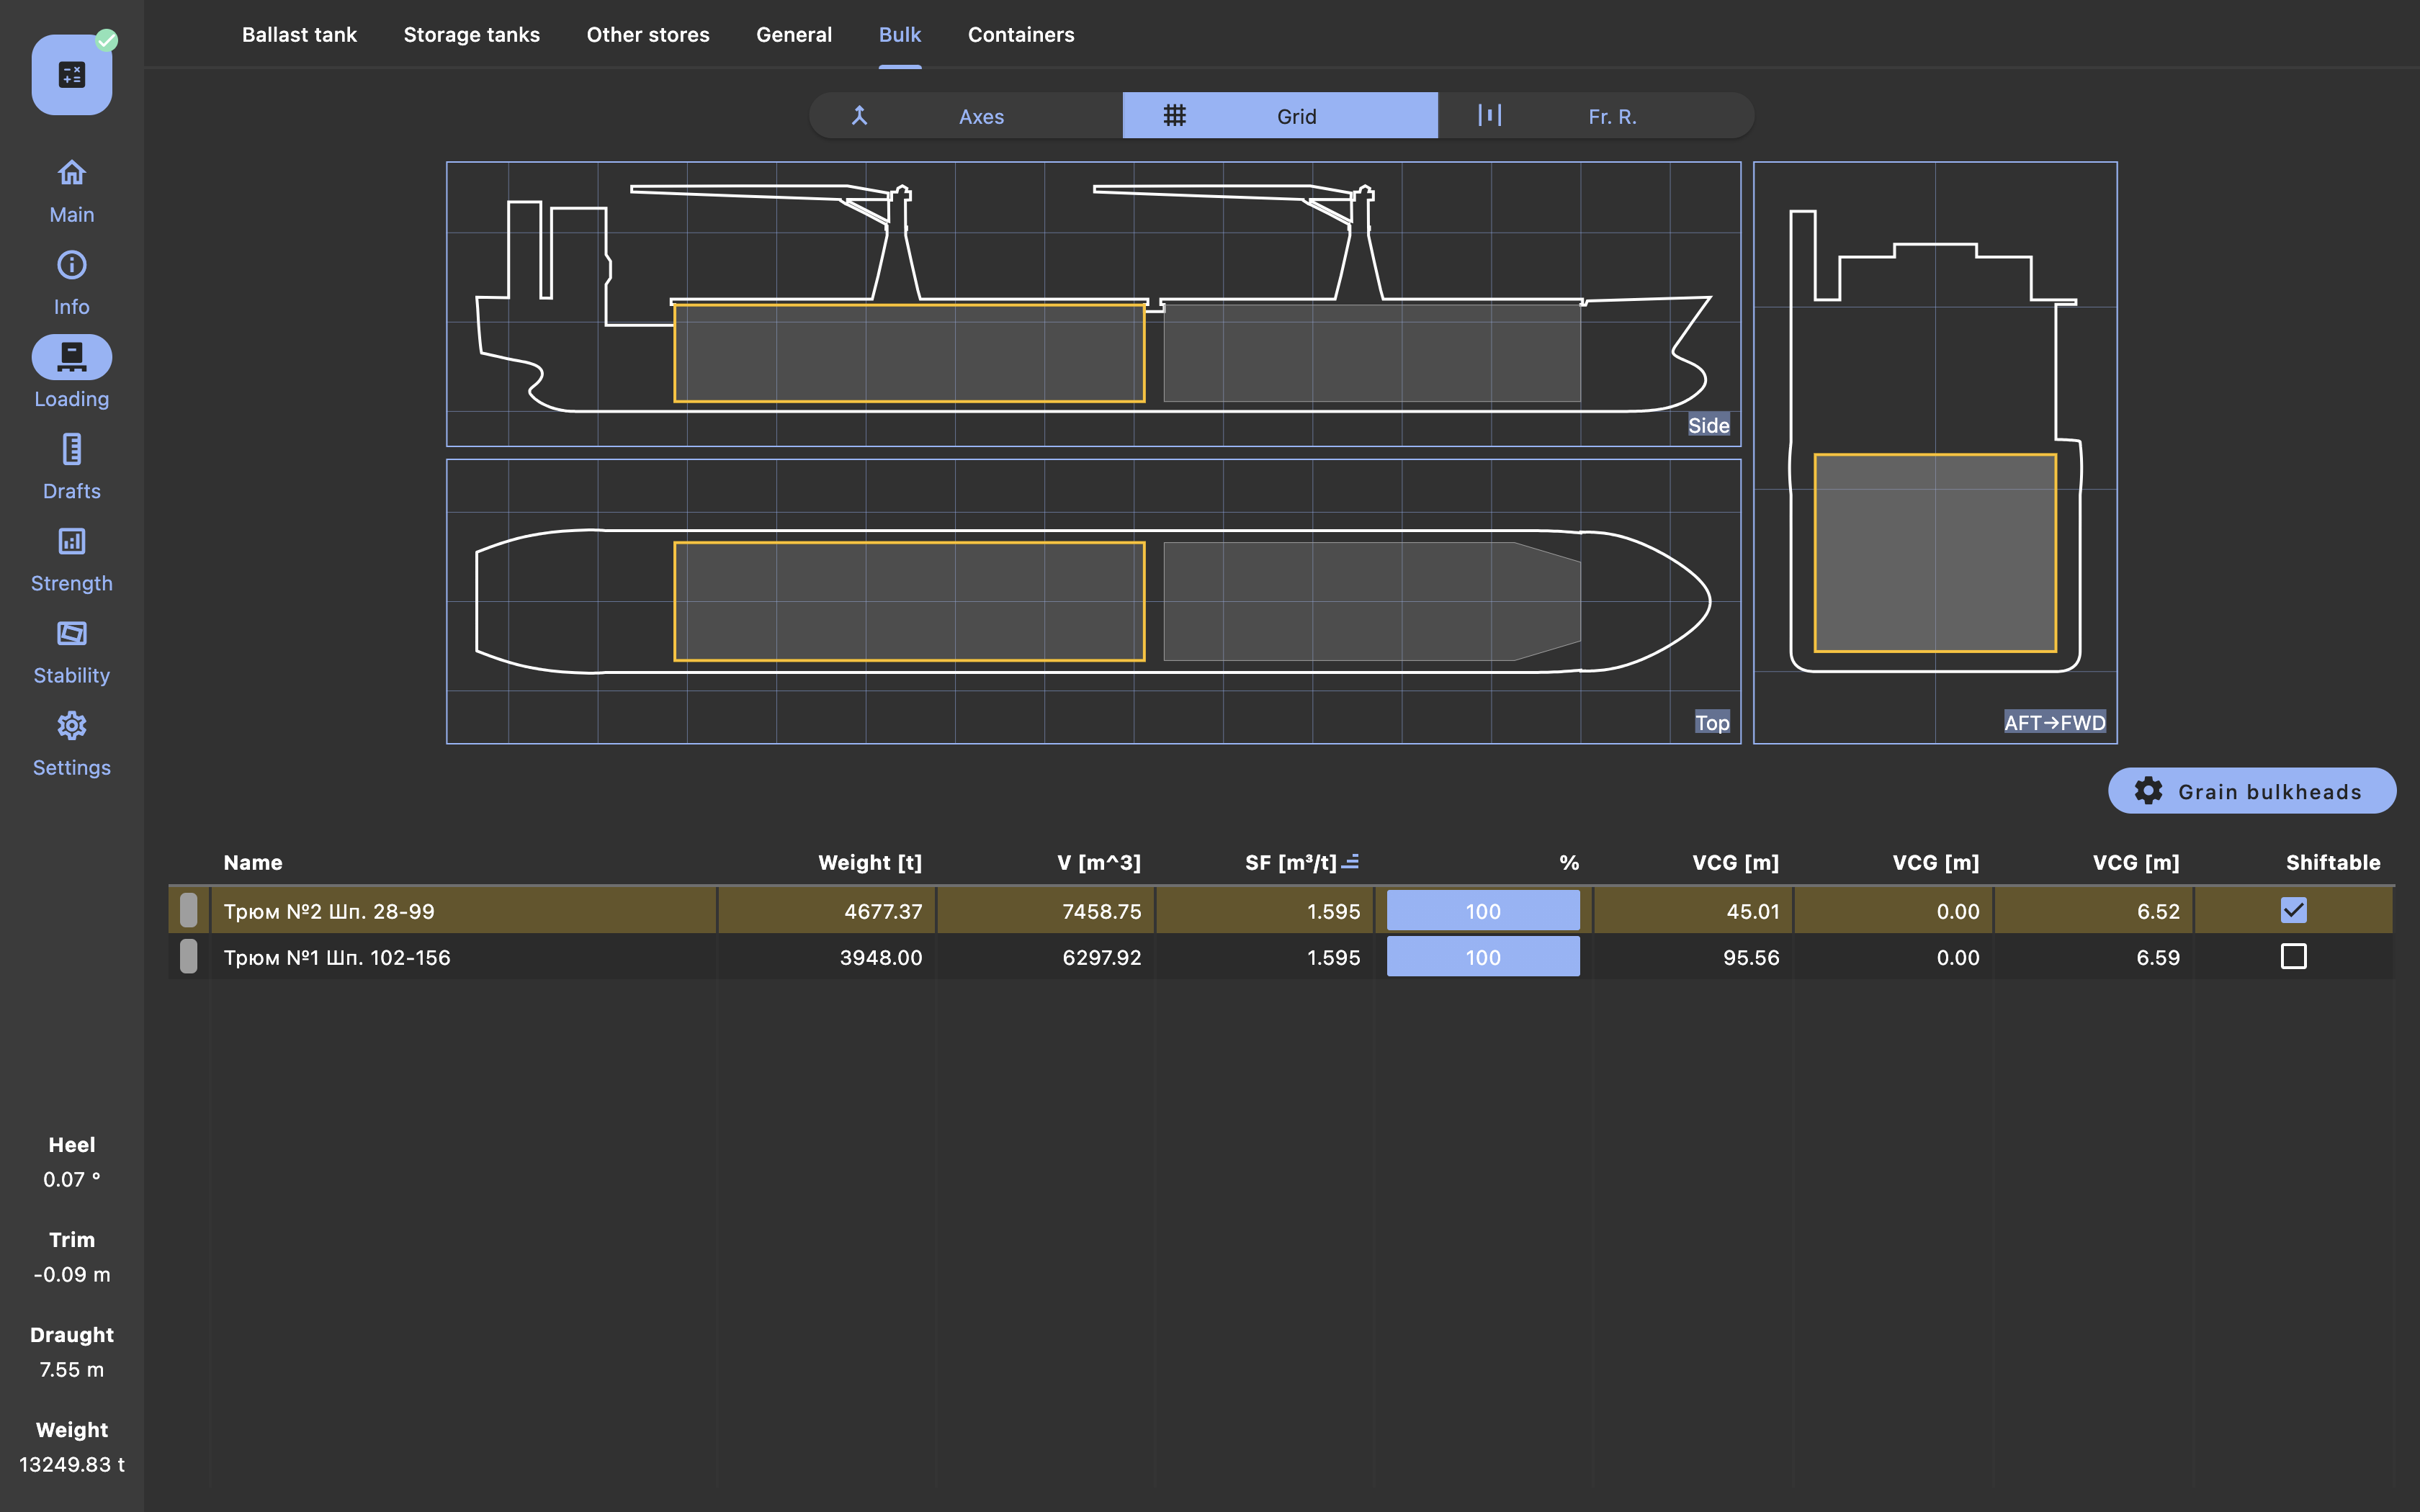 Ballast tank Storage tanks Other stores General Bulk Containers
Axes Grid Fr. R.
Main
Info
Loading
Drafts
Strength
Stability
Settings
Side
Top
AFT→FWD
Grain bulkheads
Name Weight [t] V [m^3] SF [m³/t] % VCG [m] VCG [m] VCG [m] Shiftable
Трюм №2 Шп. 28-99 4677.37 7458.75 1.595 100 45.01 0.00 6.52
Трюм №1 Шп. 102-156 3948.00 6297.92 1.595 100 95.56 0.00 6.59
Heel
0.07 °
Trim
-0.09 m
Draught
7.55 m
Weight
13249.83 t